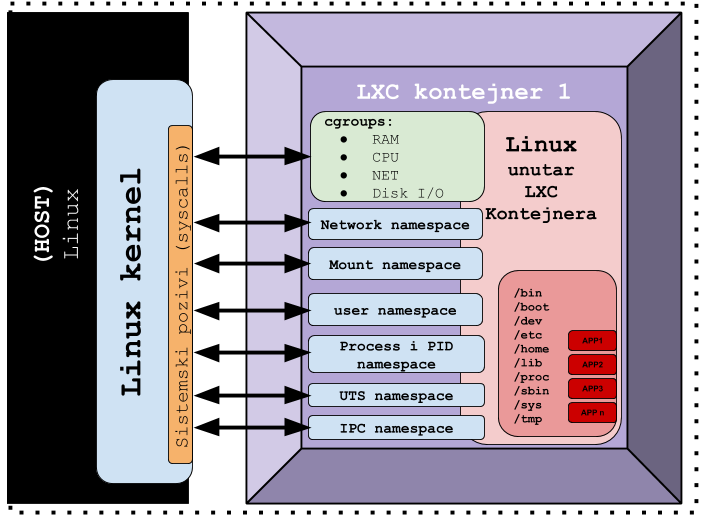 (HOST)
Linux
Linux kernel
Sistemski pozivi (syscalls)
LXC kontejner 1
cgroups:
● RAM
● CPU
● NET
● Disk I/O
Network namespace
Mount namespace
user namespace
Process i PID
namespace
UTS namespace
IPC namespace
Linux
unutar
LXC
Kontejnera
/bin
/boot
/dev
/etc
/home
/lib
/proc
/sbin
/sys
/tmp
APP1
APP2
APP3
APPn